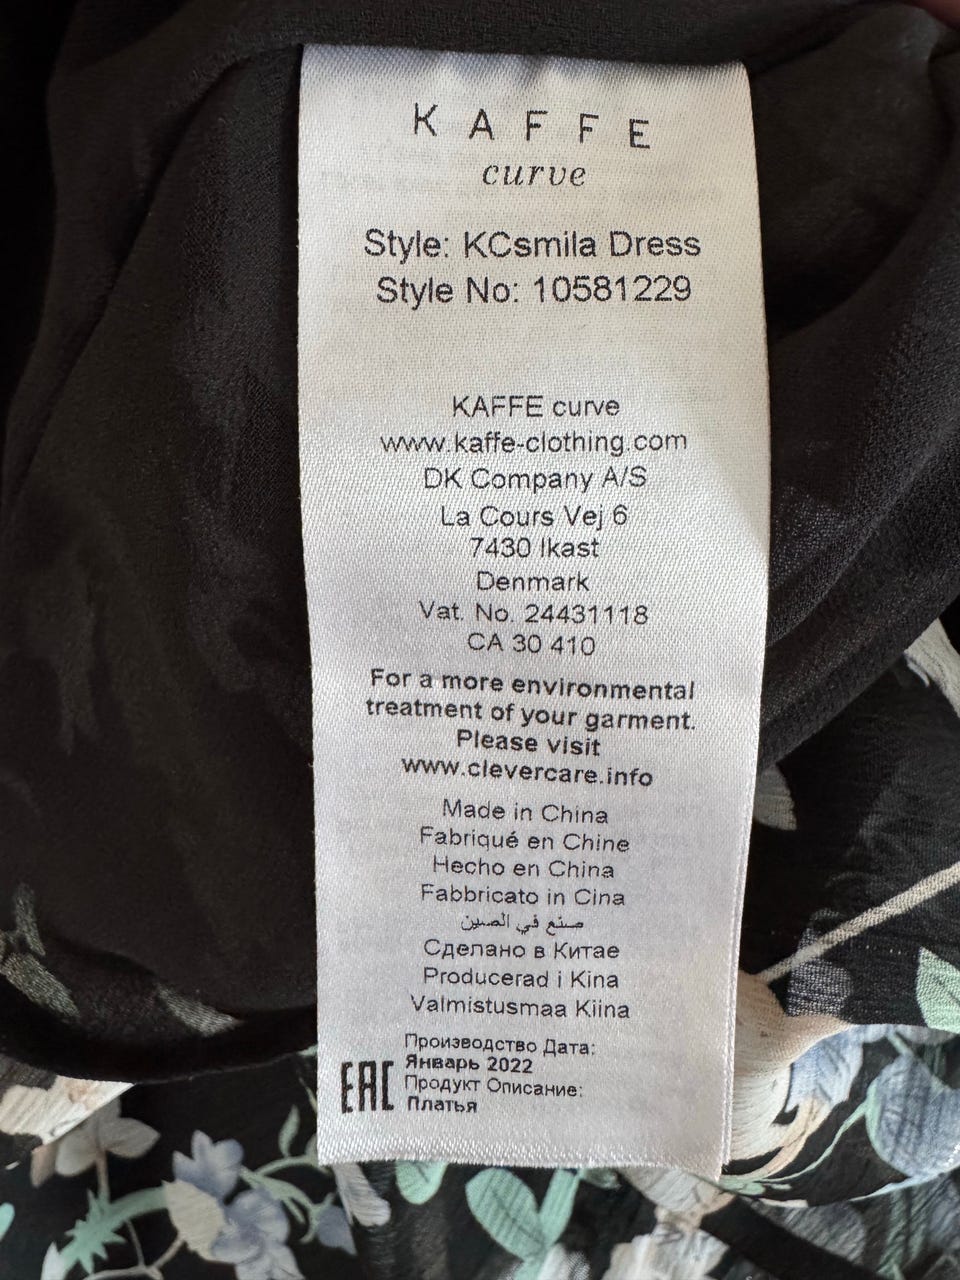 KAFFE
curve
Style: KCsmila Dress
Style No: 10581229
KAFFE curve
www.kaffe-clothing.com
DK Company A/S
La Cours Vej 6
7430 Ikast
Denmark
Vat. No. 24431118
CA 30 410
For a more environmental
treatment of your garment.
Please visit
www.clevercare.info
Made in China
Fabriqué en Chine
Hecho en China
Fabbricato in Cina
صنع في الصين
Сделано в Китае
Producerad i Kina
Valmistusmaa Kiina
Производство Дата:
Январь 2022
EAC Продукт Описание:
Платья